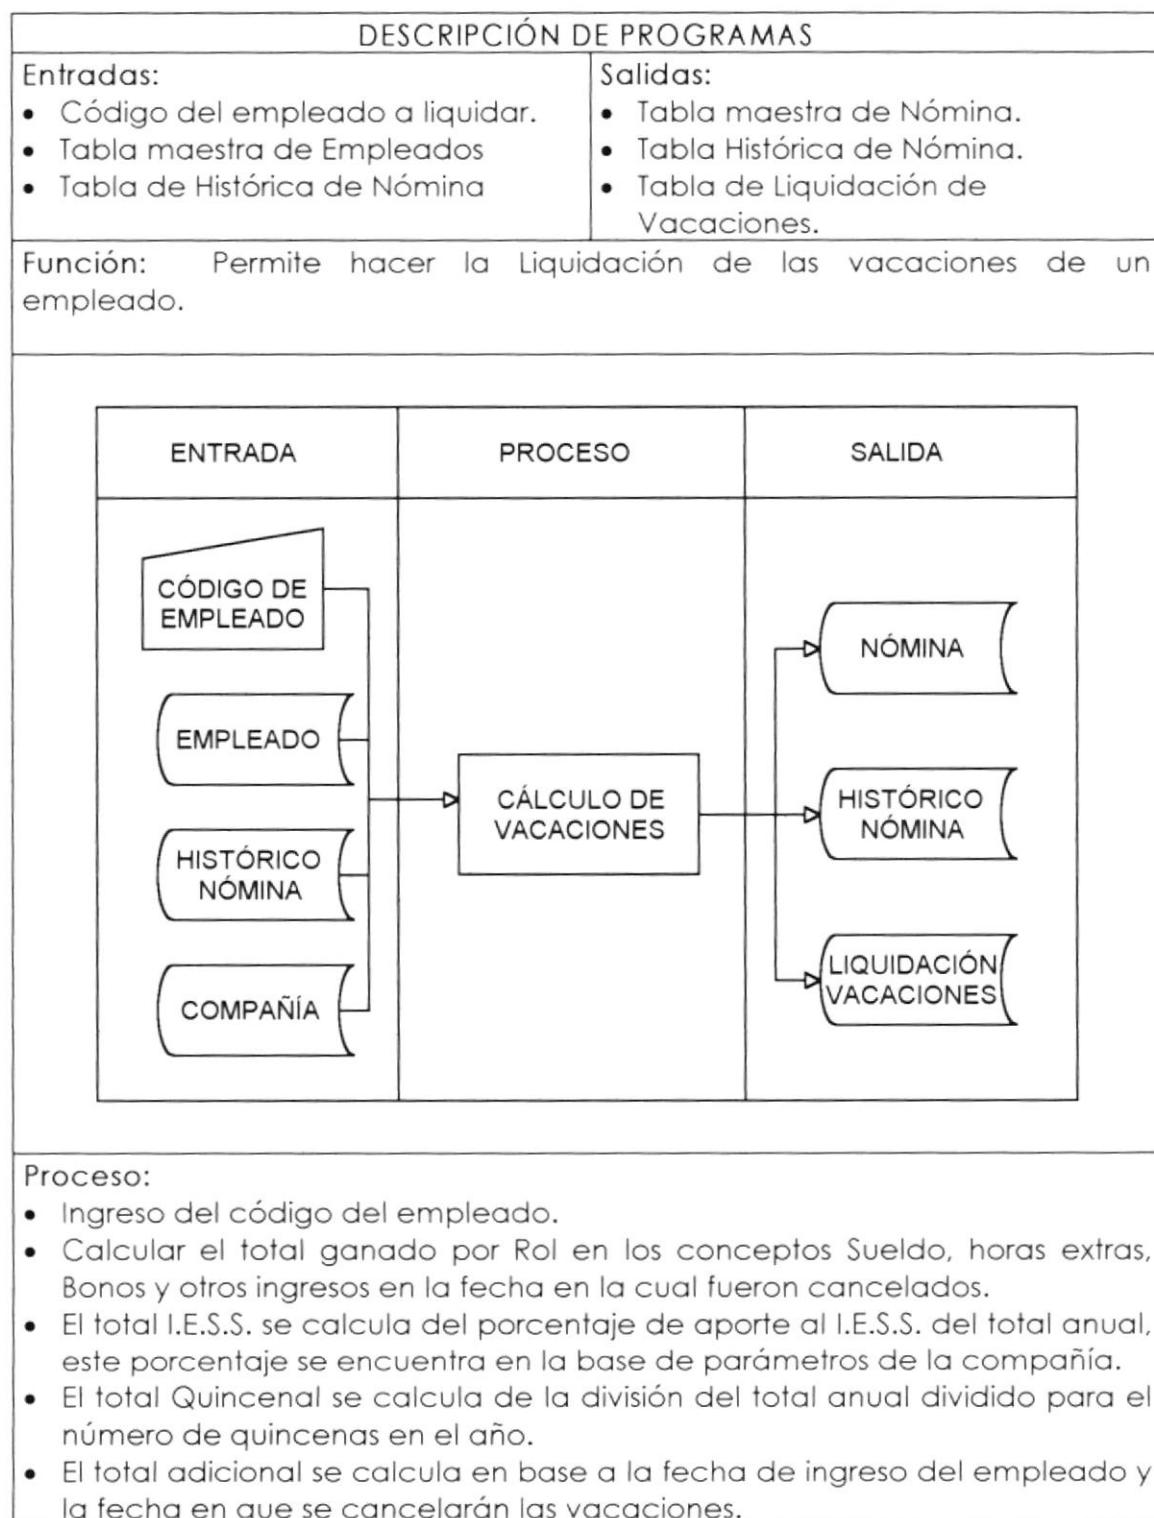 DESCRIPCIÓN DE PROGRAMAS
Entradas:
• Código del empleado a liquidar.
• Tabla maestra de Empleados
• Tabla de Histórica de Nómina
Salidas:
• Tabla maestra de Nómina.
• Tabla Histórica de Nómina.
• Tabla de Liquidación de
Vacaciones.
Función: Permite hacer la Liquidación de las vacaciones de un
empleado.
ENTRADA
PROCESO
SALIDA
CÓDIGO DE
EMPLEADO
EMPLEADO
HISTÓRICO
NÓMINA
COMPAÑÍA
CÁLCULO DE
VACACIONES
NÓMINA
HISTÓRICO
NÓMINA
LIQUIDACIÓN
VACACIONES
Proceso:
• Ingreso del código del empleado.
• Calcular el total ganado por Rol en los conceptos Sueldo, horas extras,
Bonos y otros ingresos en la fecha en la cual fueron cancelados.
• El total I.E.S.S. se calcula del porcentaje de aporte al I.E.S.S. del total anual,
este porcentaje se encuentra en la base de parámetros de la compañía.
• El total Quincenal se calcula de la división del total anual dividido para el
número de quincenas en el año.
• El total adicional se calcula en base a la fecha de ingreso del empleado y
la fecha en que se cancelarán las vacaciones.